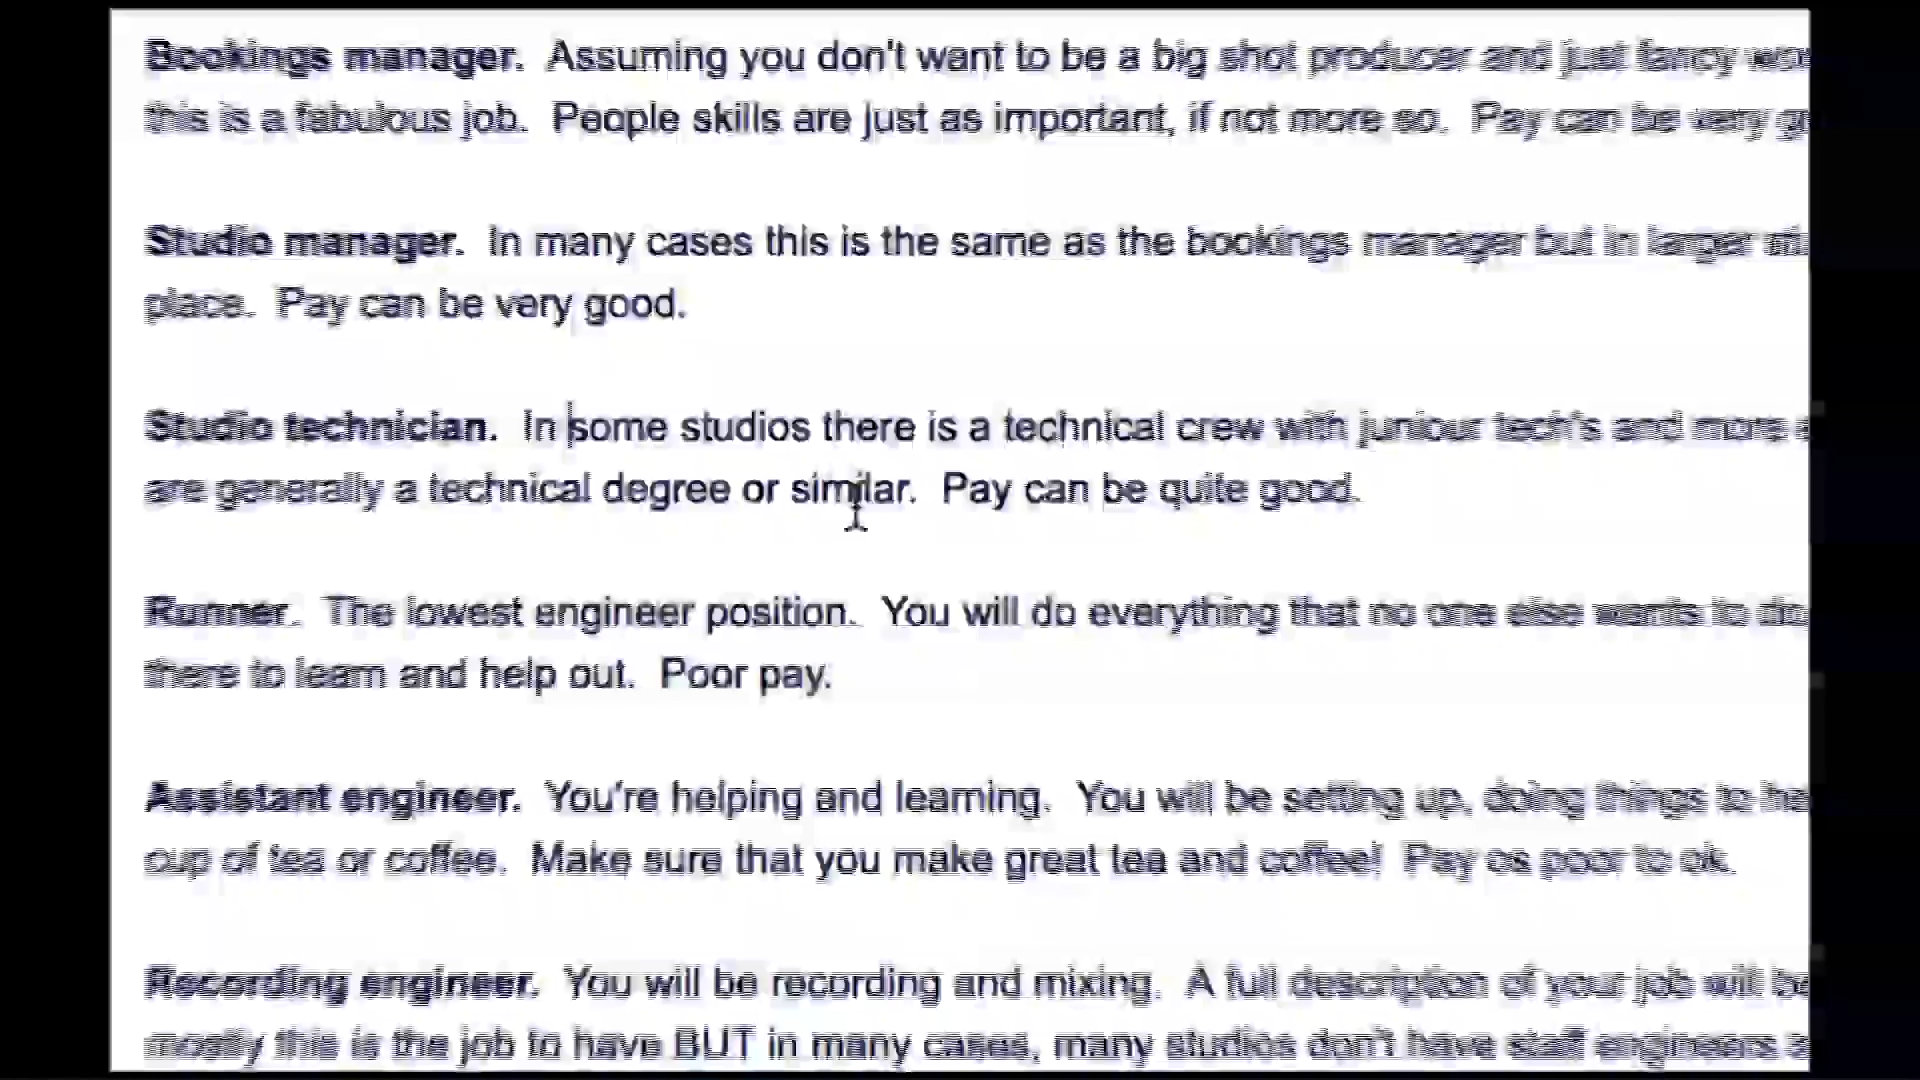 Bookings manager.  Assuming you don't want to be a big shot producer and just fancy
this is a fabulous job.  People skills are just as important, if not more so.  Pay can be very
Studio manager.  In many cases this is the same as the bookings manager but in larger
place.  Pay can be very good.
Studio technician.  In some studios there is a technical crew with juniour tech's and more
are generally a technical degree or similar.  Pay can be quite good.
Runner.  The lowest engineer position.  You will do everything that no one else wants to do
there to learn and help out.  Poor pay.
Assistant engineer.  You're helping and learning.  You will be setting up, doing things to
cup of tea or coffee.  Make sure that you make great tea and coffee!  Pay os poor to ok.
Recording engineer.  You will be recording and mixing.  A full description of your job will be
mostly this is the job to have BUT in many cases, many studios don't have staff engineers